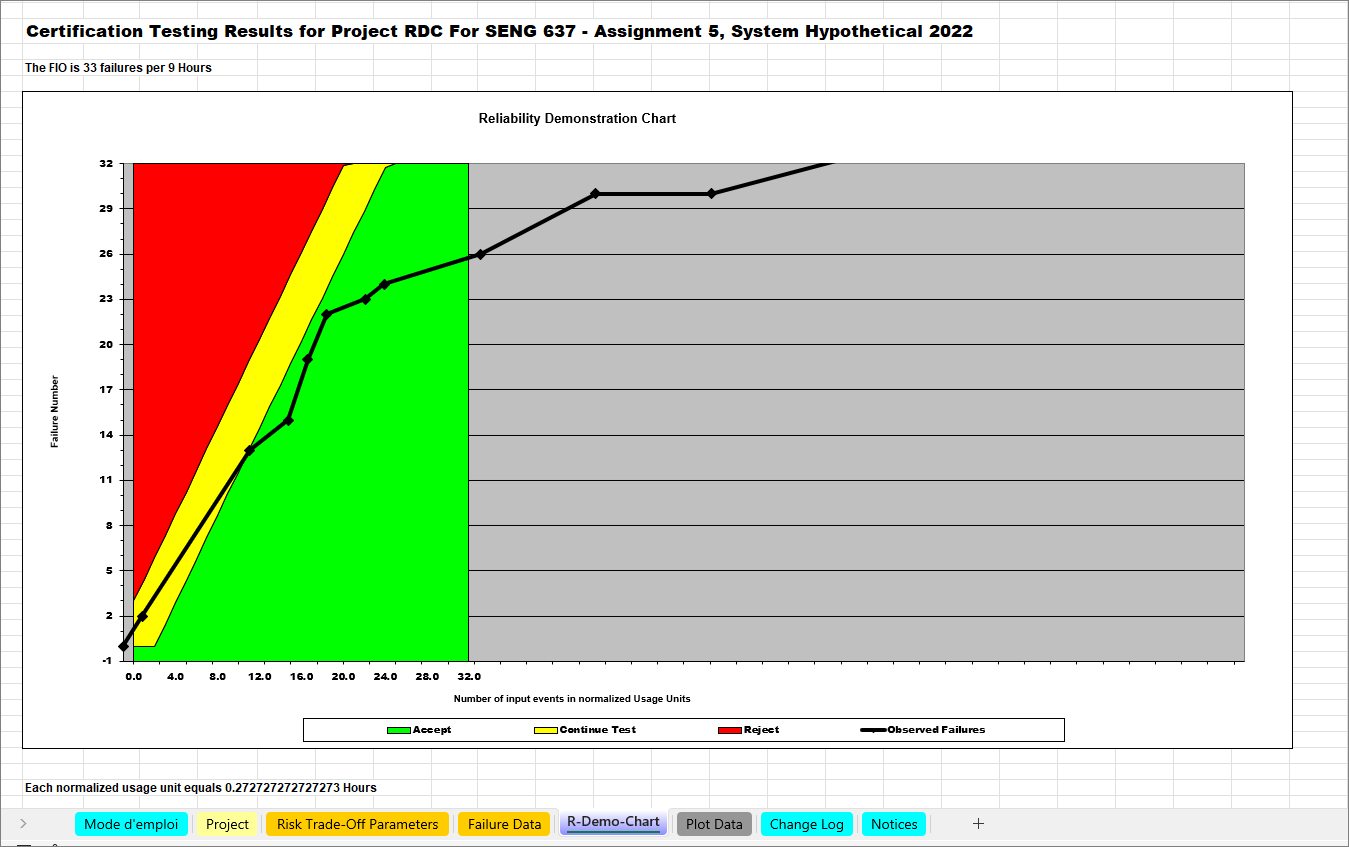 Certification Testing Results for Project RDC For SENG 637 - Assignment 5, System Hypothetical 2022
The FIO is 33 failures per 9 Hours
Reliability Demonstration Chart
32
29
26
23
20
17
14
11
8
5
2
-1
Failure Number
0.0 4.0 8.0 12.0 16.0 20.0 24.0 28.0 32.0
Number of input events in normalized Usage Units
Accept Continue Test Reject Observed Failures
Each normalized usage unit equals 0.272727272727273 Hours
Mode d'emploi Project Risk Trade-Off Parameters Failure Data R-Demo-Chart Plot Data Change Log Notices +